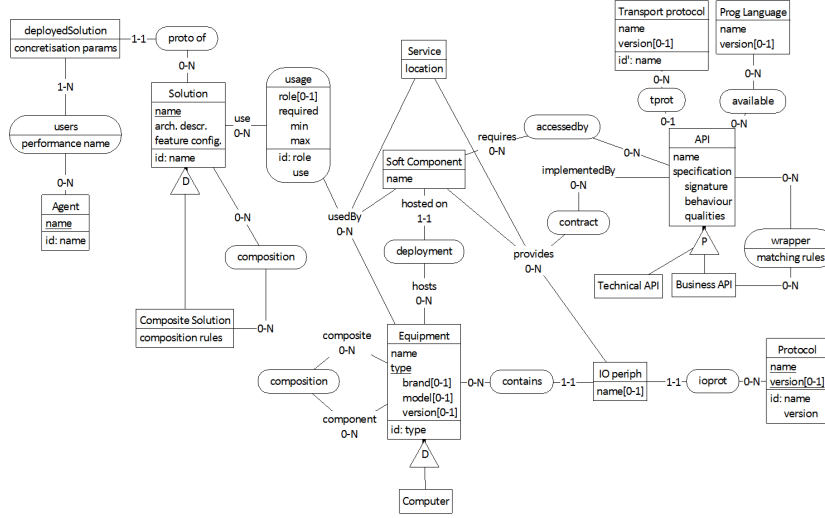 deployedSolution
concretisation params
1-1
proto of
0-N
1-N
users
performance name
0-N
Agent
name
id: name
Solution
name
arch. descr.
feature config.
id: name
D
use
0-N
usage
role[0-1]
required
min
max
id: role
use
0-N
composition
0-N
Composite Solution
composition rules
Service
location
Soft Component
name
usedBy
0-N
hosted on
1-1
deployment
hosts
0-N
requires
0-N
accessedby
0-N
implementedBy
0-N
contract
provides
0-N
Transport protocol
name
version[0-1]
id': name
0-N
tprot
0-1
Prog Language
name
version[0-1]
0-N
available
0-N
API
name
specification
signature
behaviour
qualities
P
Technical API
Business API
0-N
wrapper
matching rules
0-N
Equipment
name
type
brand[0-1]
model[0-1]
version[0-1]
id: type
D
Computer
composite
0-N
composition
component
0-N
0-N
contains
1-1
IO periph
name[0-1]
1-1
ioprot
0-N
Protocol
name
version[0-1]
id: name
version